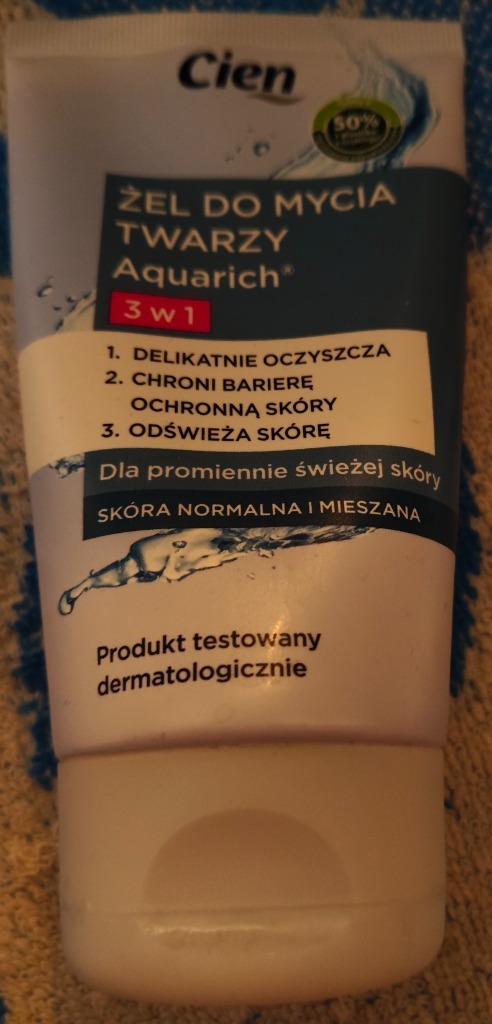 Cien
50%
ŻEL DO MYCIA
TWARZY
Aquarich®
3 w 1
1. DELIKATNIE OCZYSZCZA
2. CHRONI BARIERĘ
OCHRONNĄ SKÓRY
3. ODŚWIEŻA SKÓRĘ
Dla promiennie świeżej skóry
SKÓRA NORMALNA I MIESZANA
Produkt testowany
dermatologicznie